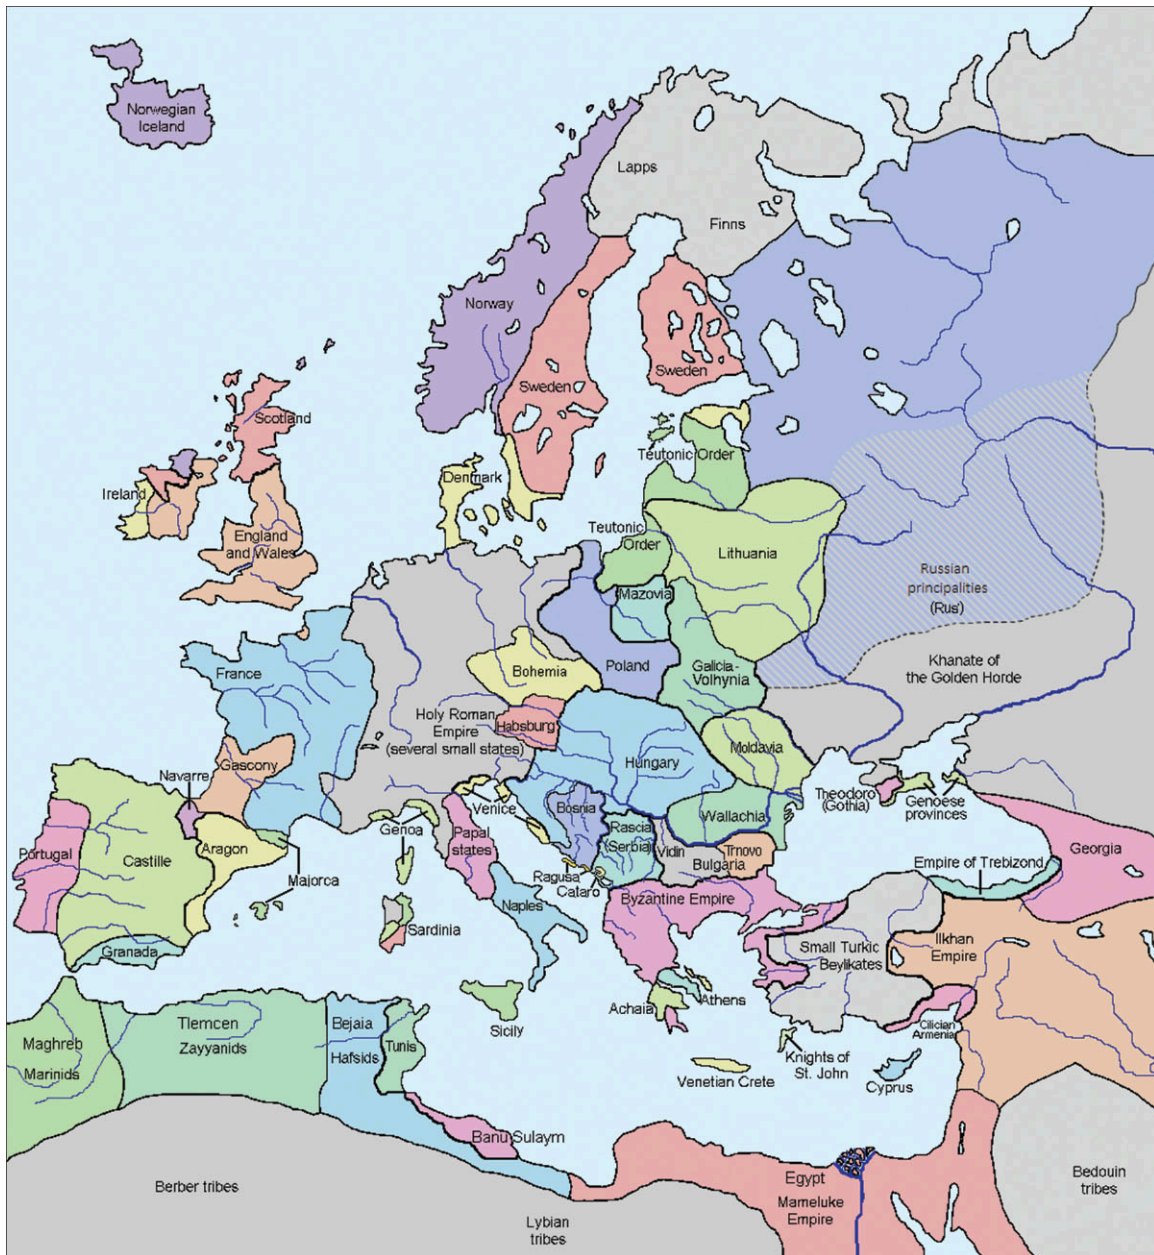 Norwegian
Iceland
Lapps
Finns
Norway
Sweden
Sweden
Scotland
Teutonic Order
Denmark
Ireland
England
and Wales
Teutonic
Order
Lithuania
Russian
principalities
(Rus')
Mazovia
France
Bohemia
Poland
Galicia-
Volhynia
Khanate of
the Golden Horde
Holy Roman
Empire
(several small states)
Habsburg
Moldavia
Hungary
Gascony
Navarre
Theodoro
(Gothia)
Genoese
provinces
Venice
Bosnia
Wallachia
Genoa
Papal
states
Rascia
(Serbia)
Vidin
Trnovo
Bulgaria
Portugal
Castille
Aragon
Majorca
Ragusa
Cataro
Empire of Trebizond
Georgia
Byzantine Empire
Naples
Sardinia
Granada
Small Turkic
Beylikates
Ilkhan
Empire
Athens
Achaia
Sicily
Tlemcen
Zayyanids
Bejaia
Hafsids
Tunis
Maghreb
Marinids
Cilician
Armenia
Knights of
St. John
Venetian Crete
Cyprus
Banu Sulaym
Berber tribes
Lybian
tribes
Egypt
Mameluke
Empire
Bedouin
tribes